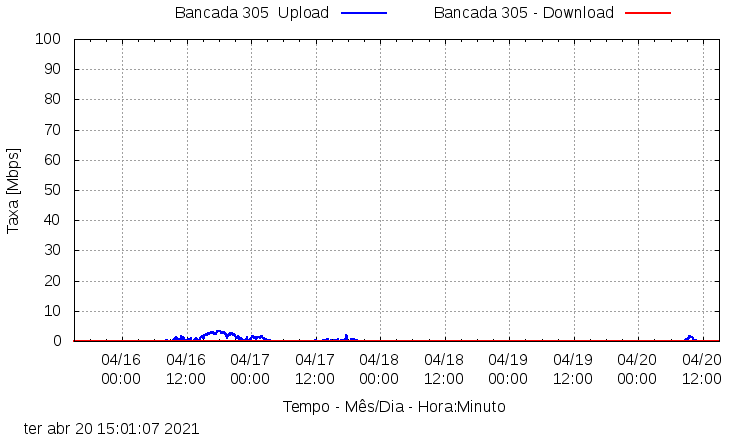 Bancada 305  Upload
Bancada 305 - Download
100
90
80
70
60
50
40
30
20
10
0
Taxa [Mbps]
04/16 04/16 04/17 04/17 04/18 04/18 04/19 04/19 04/20 04/20
00:00 12:00 00:00 12:00 00:00 12:00 00:00 12:00 00:00 12:00
Tempo - Mês/Dia - Hora:Minuto
ter abr 20 15:01:07 2021